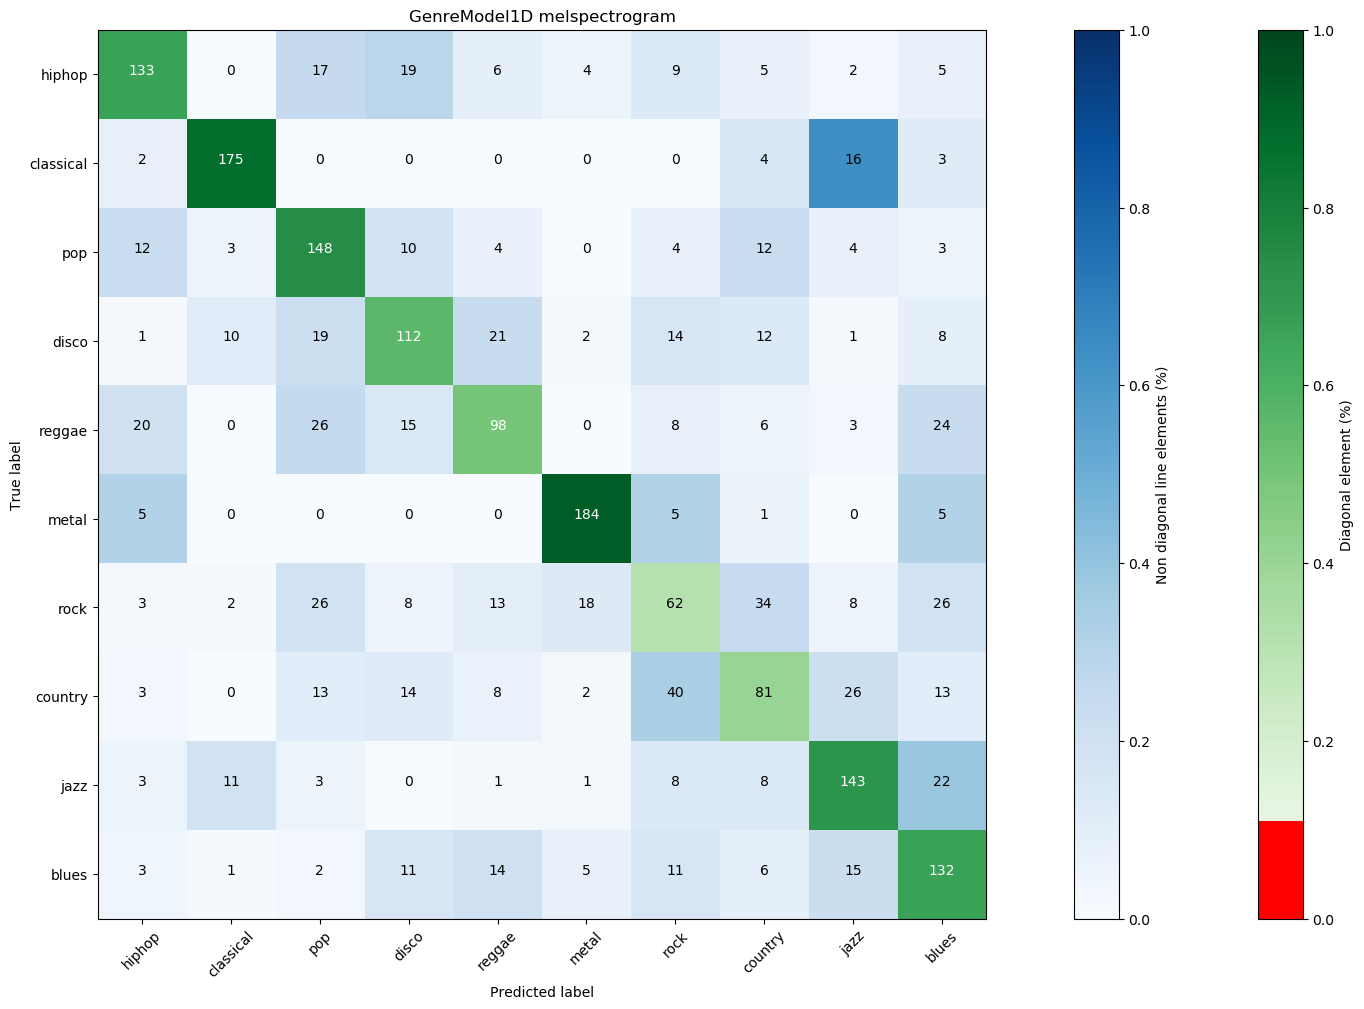 GenreModel1D melspectrogram
hiphop 133 0 17 19 6 4 9 5 2 5
classical 2 175 0 0 0 0 0 4 16 3
pop 12 3 148 10 4 0 4 12 4 3
disco 1 10 19 112 21 2 14 12 1 8
reggae 20 0 26 15 98 0 8 6 3 24
metal 5 0 0 0 0 184 5 1 0 5
rock 3 2 26 8 13 18 62 34 8 26
country 3 0 13 14 8 2 40 81 26 13
jazz 3 11 3 0 1 1 8 8 143 22
blues 3 1 2 11 14 5 11 6 15 132
True label
hiphop classical pop disco reggae metal rock country jazz blues
Predicted label
1.0
0.8
0.6
0.4
0.2
0.0
Non diagonal line elements (%)
1.0
0.8
0.6
0.4
0.2
0.0
Diagonal element (%)